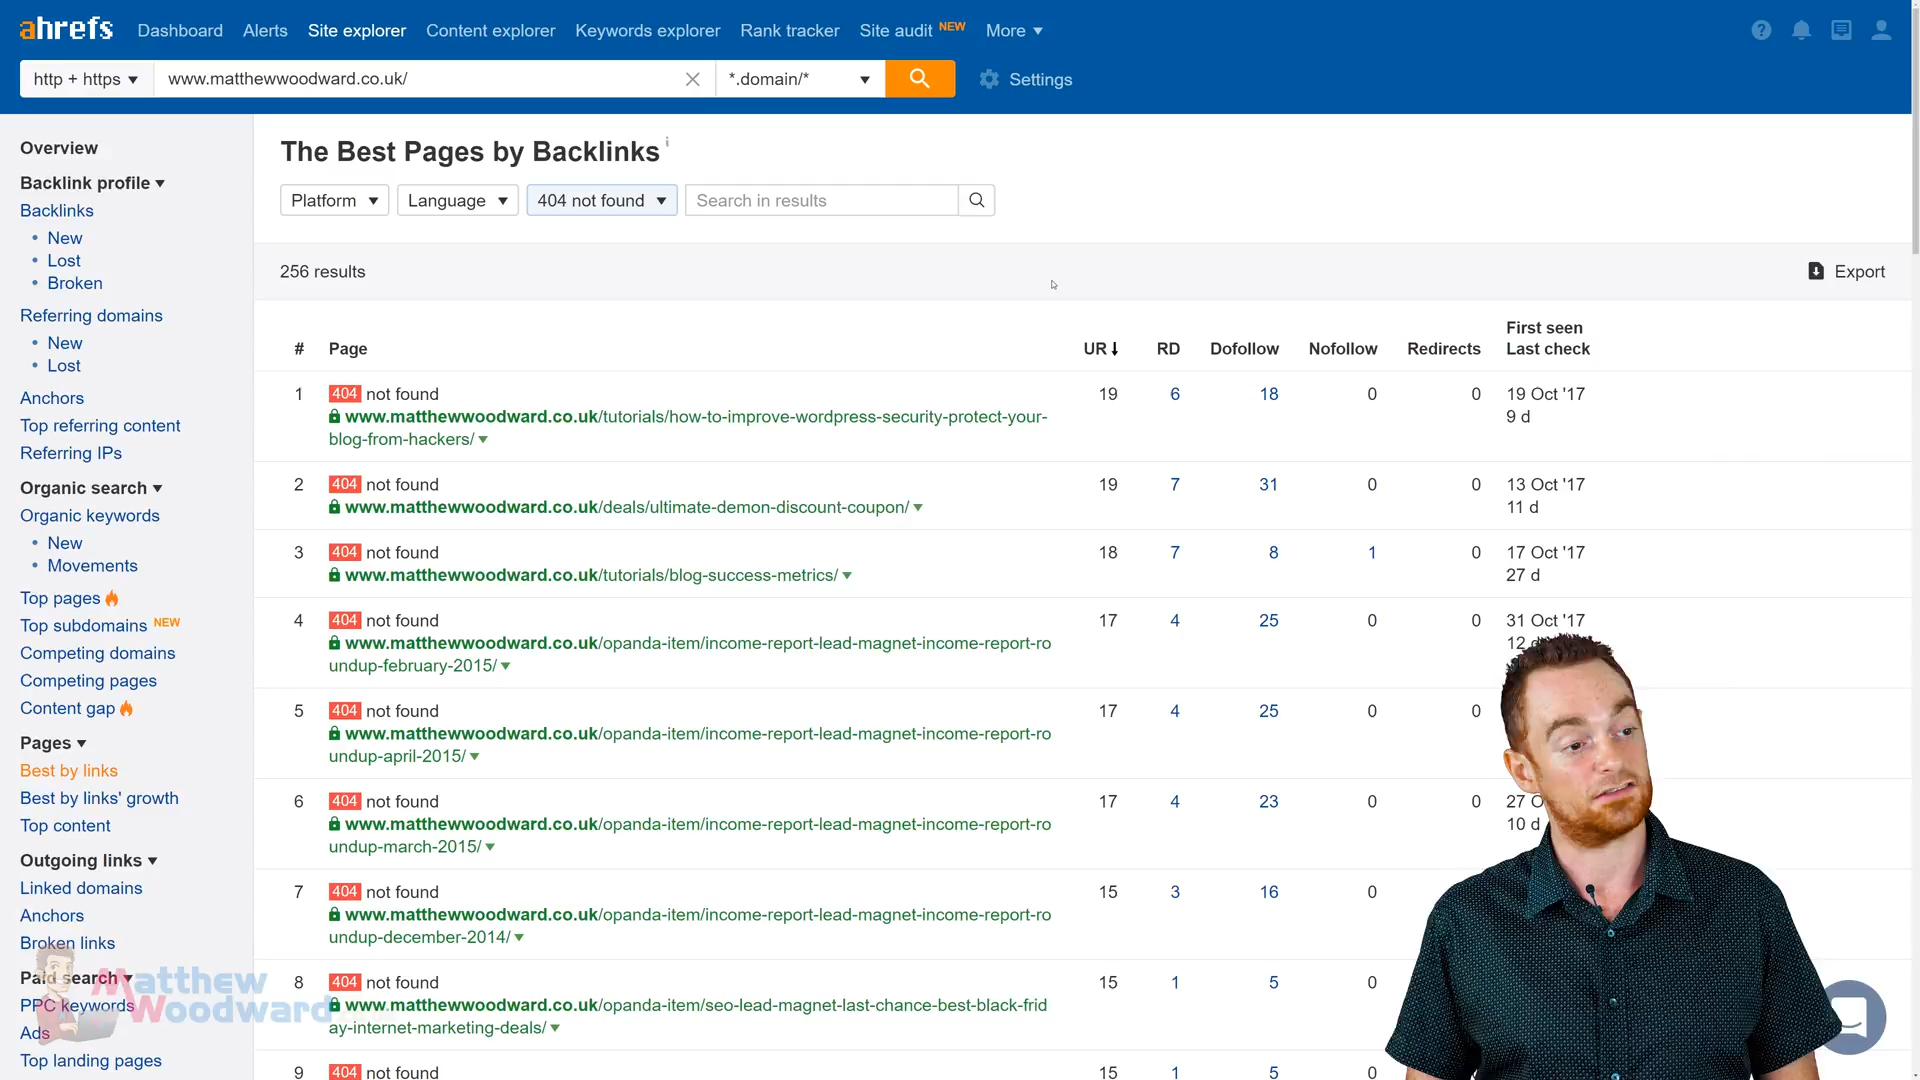 ahrefs Dashboard Alerts Site explorer Content explorer Keywords explorer Rank tracker Site audit NEW More
http + https www.matthewwoodward.co.uk/ *.domain/* Settings
Overview
Backlink profile
Backlinks
• New
• Lost
• Broken
Referring domains
• New
• Lost
Anchors
Top referring content
Referring IPs
Organic search
Organic keywords
• New
• Movements
Top pages
Top subdomains NEW
Competing domains
Competing pages
Content gap
Pages
Best by links
Best by links' growth
Top content
Outgoing links
Linked domains
Anchors
Broken links
Paid search
PPC keywords
Ads
Top landing pages
Matthew
Woodward
The Best Pages by Backlinks i
Platform Language 404 not found Search in results
256 results Export
# Page UR RD Dofollow Nofollow Redirects First seen
Last check
1 404 not found 19 6 18 0 0 19 Oct '17
www.matthewwoodward.co.uk/tutorials/how-to-improve-wordpress-security-protect-your- 9 d
blog-from-hackers/
2 404 not found 19 7 31 0 0 13 Oct '17
www.matthewwoodward.co.uk/deals/ultimate-demon-discount-coupon/ 11 d
3 404 not found 18 7 8 1 0 17 Oct '17
www.matthewwoodward.co.uk/tutorials/blog-success-metrics/ 27 d
4 404 not found 17 4 25 0 0 31 Oct '17
www.matthewwoodward.co.uk/opanda-item/income-report-lead-magnet-income-report-ro 12
undup-february-2015/
5 404 not found 17 4 25 0 0
www.matthewwoodward.co.uk/opanda-item/income-report-lead-magnet-income-report-ro
undup-april-2015/
6 404 not found 17 4 23 0 0 27 O
www.matthewwoodward.co.uk/opanda-item/income-report-lead-magnet-income-report-ro 10 d
undup-march-2015/
7 404 not found 15 3 16 0
www.matthewwoodward.co.uk/opanda-item/income-report-lead-magnet-income-report-ro
undup-december-2014/
8 404 not found 15 1 5 0
www.matthewwoodward.co.uk/opanda-item/seo-lead-magnet-last-chance-best-black-frid
ay-internet-marketing-deals/
9 404 not found 15 1 5 0